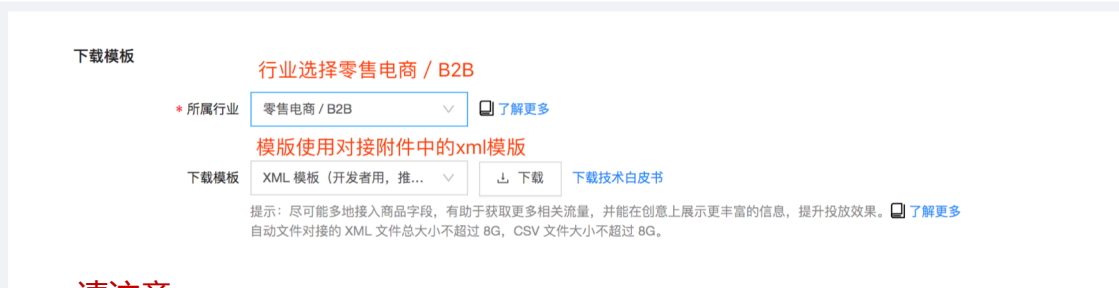 下载模板
行业选择零售电商 / B2B
* 所属行业 零售电商 / B2B 了解更多
模版使用对接附件中的xml模版
下载模板 XML 模板（开发者用，推... 下载 下载技术白皮书
提示：尽可能多地接入商品字段，有助于获取更多相关流量，并能在创意上展示更丰富的信息，提升投放效果。 了解更多
自动文件对接的 XML 文件总大小不超过 8G，CSV 文件大小不超过 8G。
请注意